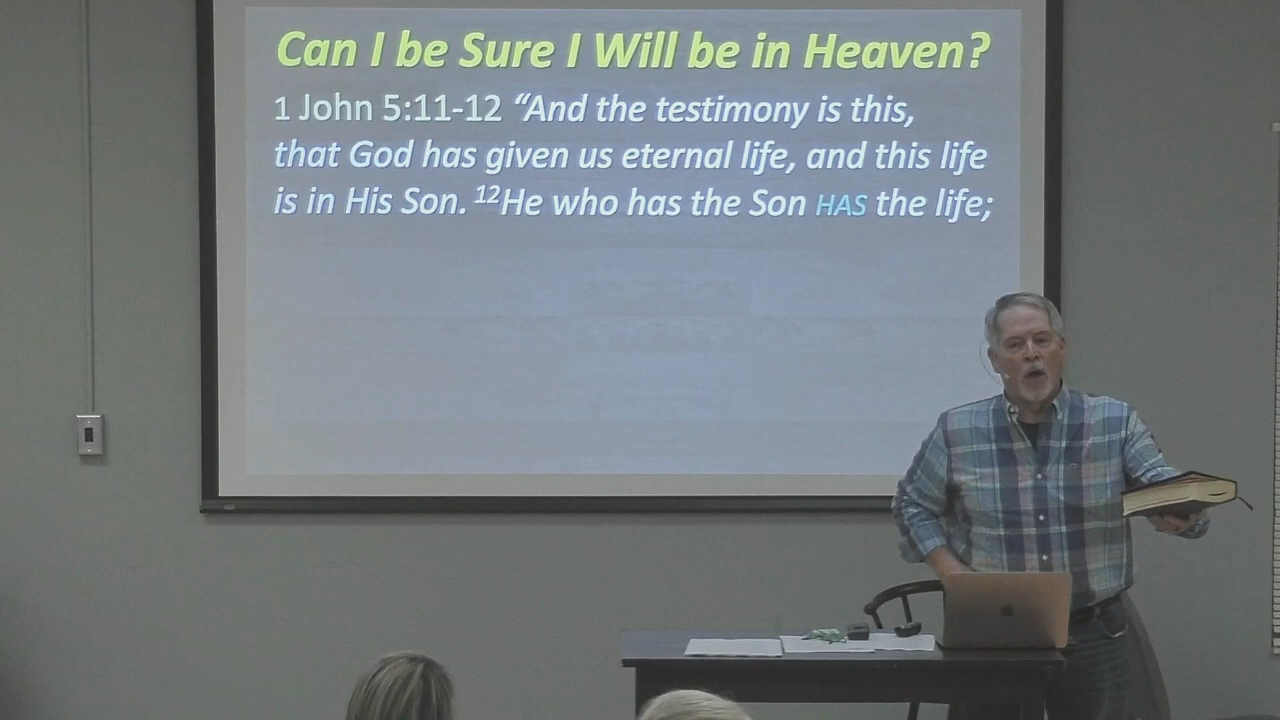 Can I be Sure I Will be in Heaven?
1 John 5:11-12 “And the testimony is this,
that God has given us eternal life, and this life
is in His Son. 12He who has the Son HAS the life;